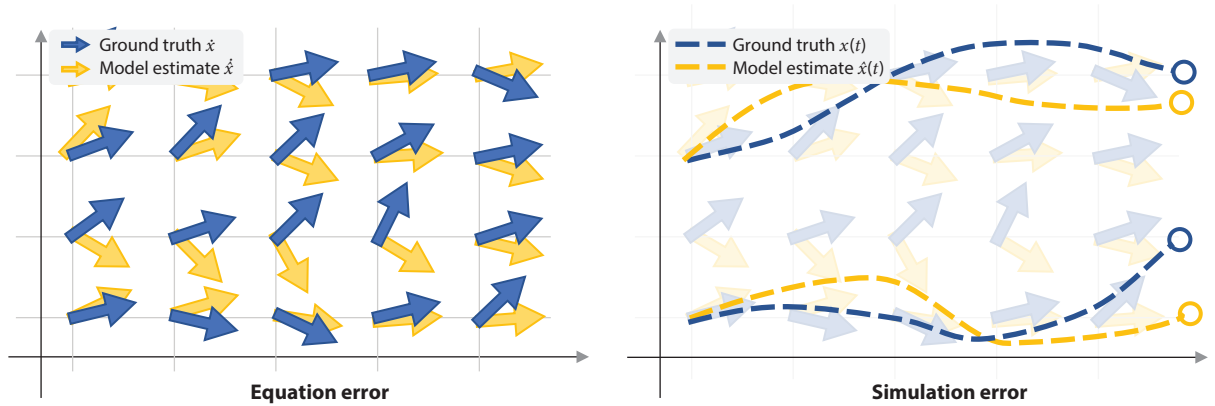 Ground truth ẋ
Model estimate x̂̇
Equation error
Ground truth x(t)
Model estimate x̂(t)
Simulation error